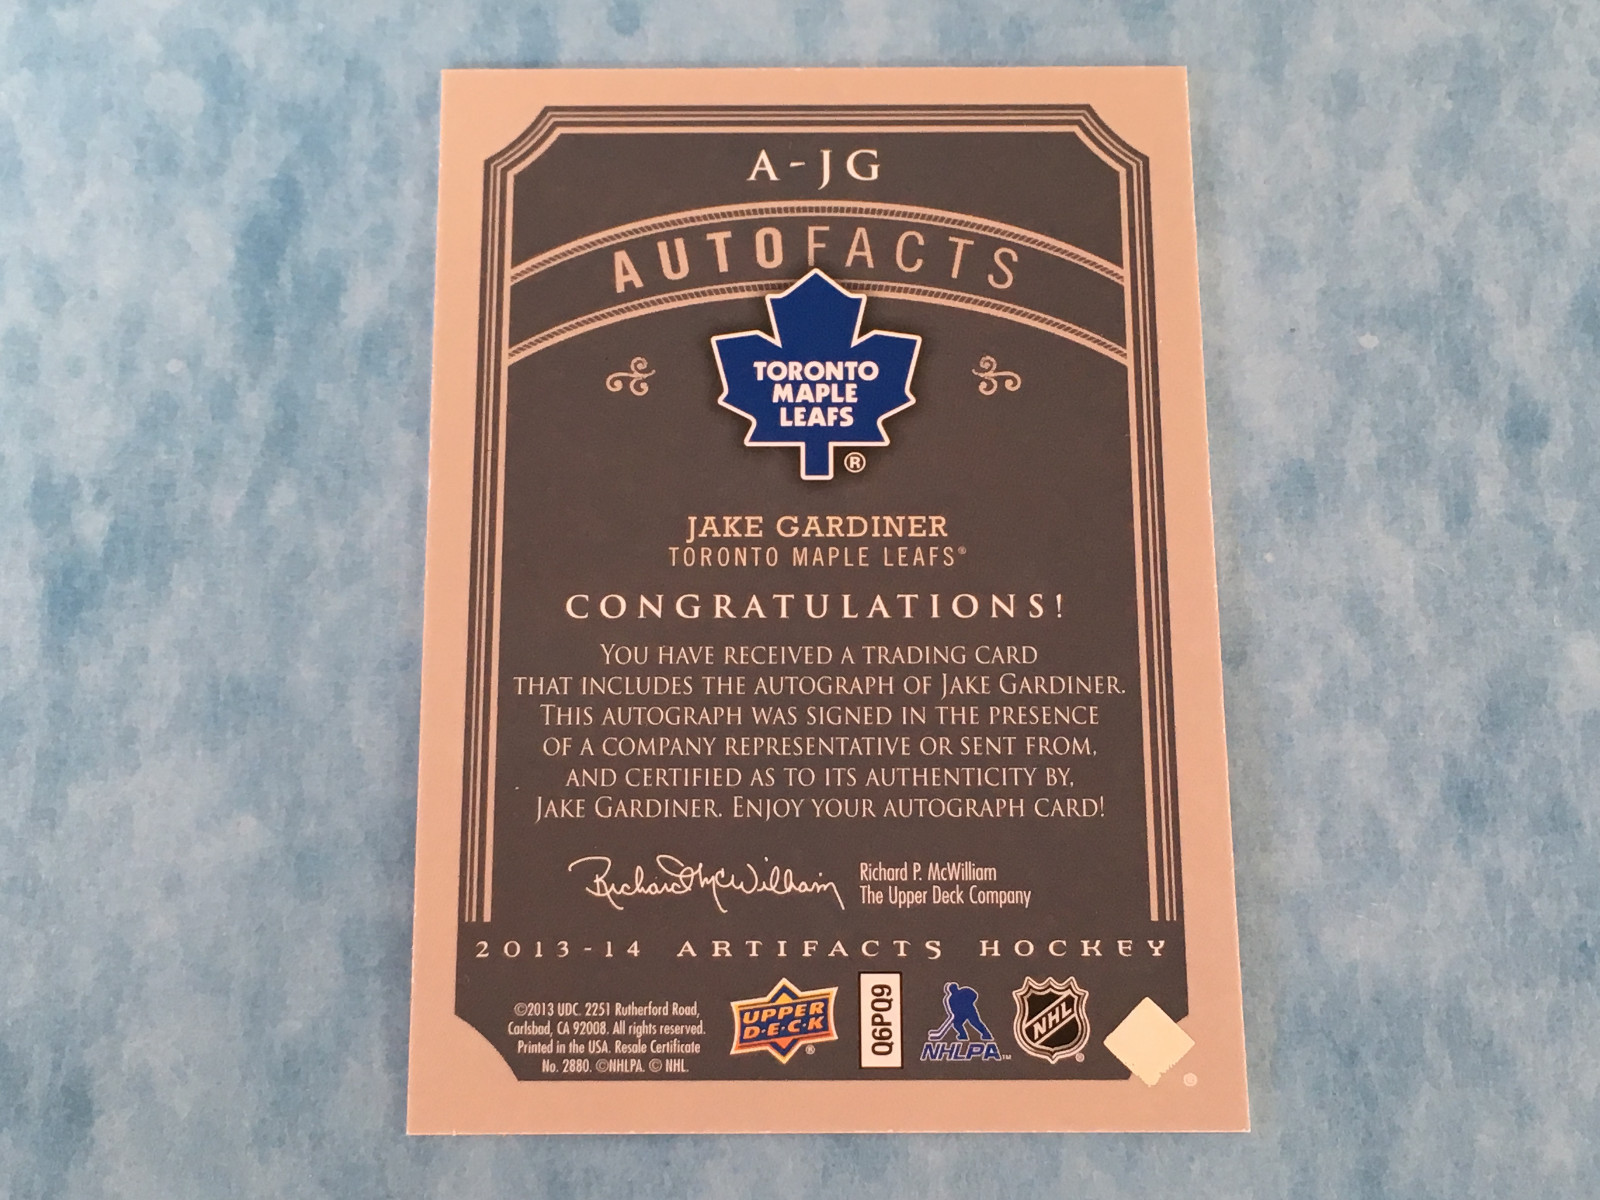 A-JG
AUTOFACTS
TORONTO
MAPLE
LEAFS
®
JAKE GARDINER
TORONTO MAPLE LEAFS®
CONGRATULATIONS!
YOU HAVE RECEIVED A TRADING CARD
THAT INCLUDES THE AUTOGRAPH OF JAKE GARDINER.
THIS AUTOGRAPH WAS SIGNED IN THE PRESENCE
OF A COMPANY REPRESENTATIVE OR SENT FROM,
AND CERTIFIED AS TO ITS AUTHENTICITY BY,
JAKE GARDINER. ENJOY YOUR AUTOGRAPH CARD!
Richard McWilliam
Richard P. McWilliam
The Upper Deck Company
2013-14 ARTIFACTS HOCKEY
©2013 UDC. 2251 Rutherford Road,
Carlsbad, CA 92008. All rights reserved.
Printed in the USA. Resale Certificate
No. 2880. ©NHLPA. © NHL.
UPPER
D·E·C·K
®
Q6PQ9
NHLPA™
NHL
®
®